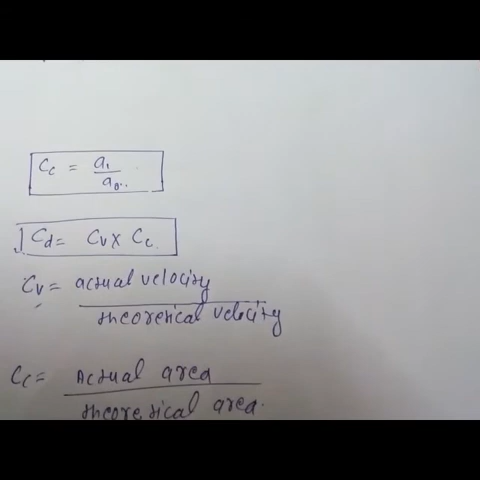 Cc = a1/a0..
Cd = Cv x Cc.
Cv = actual velocity
theoretical velocity
Cc = Actual area
theoretical area.